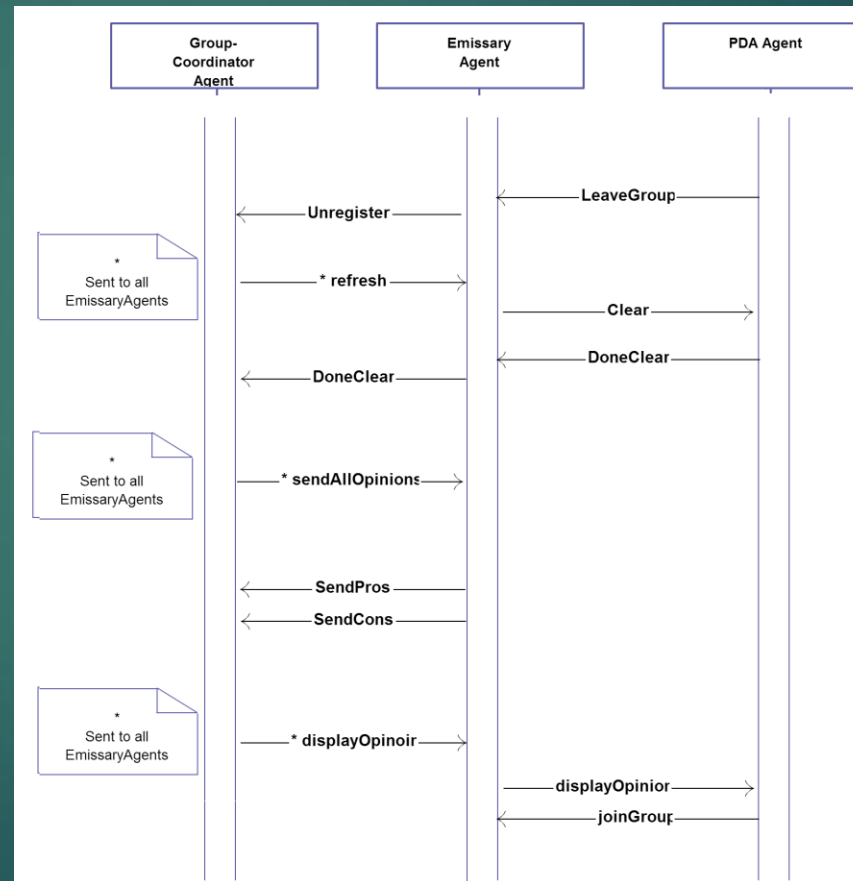 Group-
Coordinator
Agent
Emissary
Agent
PDA Agent
LeaveGroup
Unregister
*
Sent to all
EmissaryAgents
* refresh
Clear
DoneClear
DoneClear
*
Sent to all
EmissaryAgents
* sendAllOpinions
SendPros
SendCons
*
Sent to all
EmissaryAgents
* displayOpinoir
displayOpinior
joinGroup